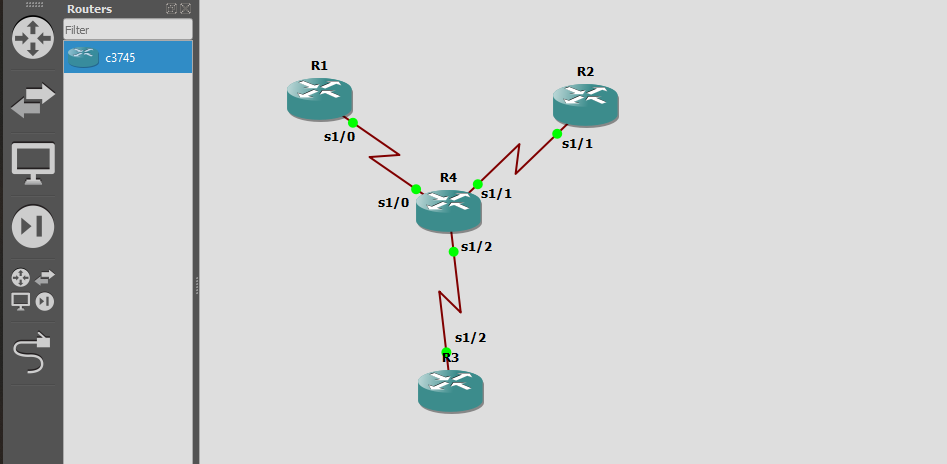 Routers
Filter
c3745
R1
s1/0
R2
s1/1
R4
s1/0
s1/1
s1/2
s1/2
R3